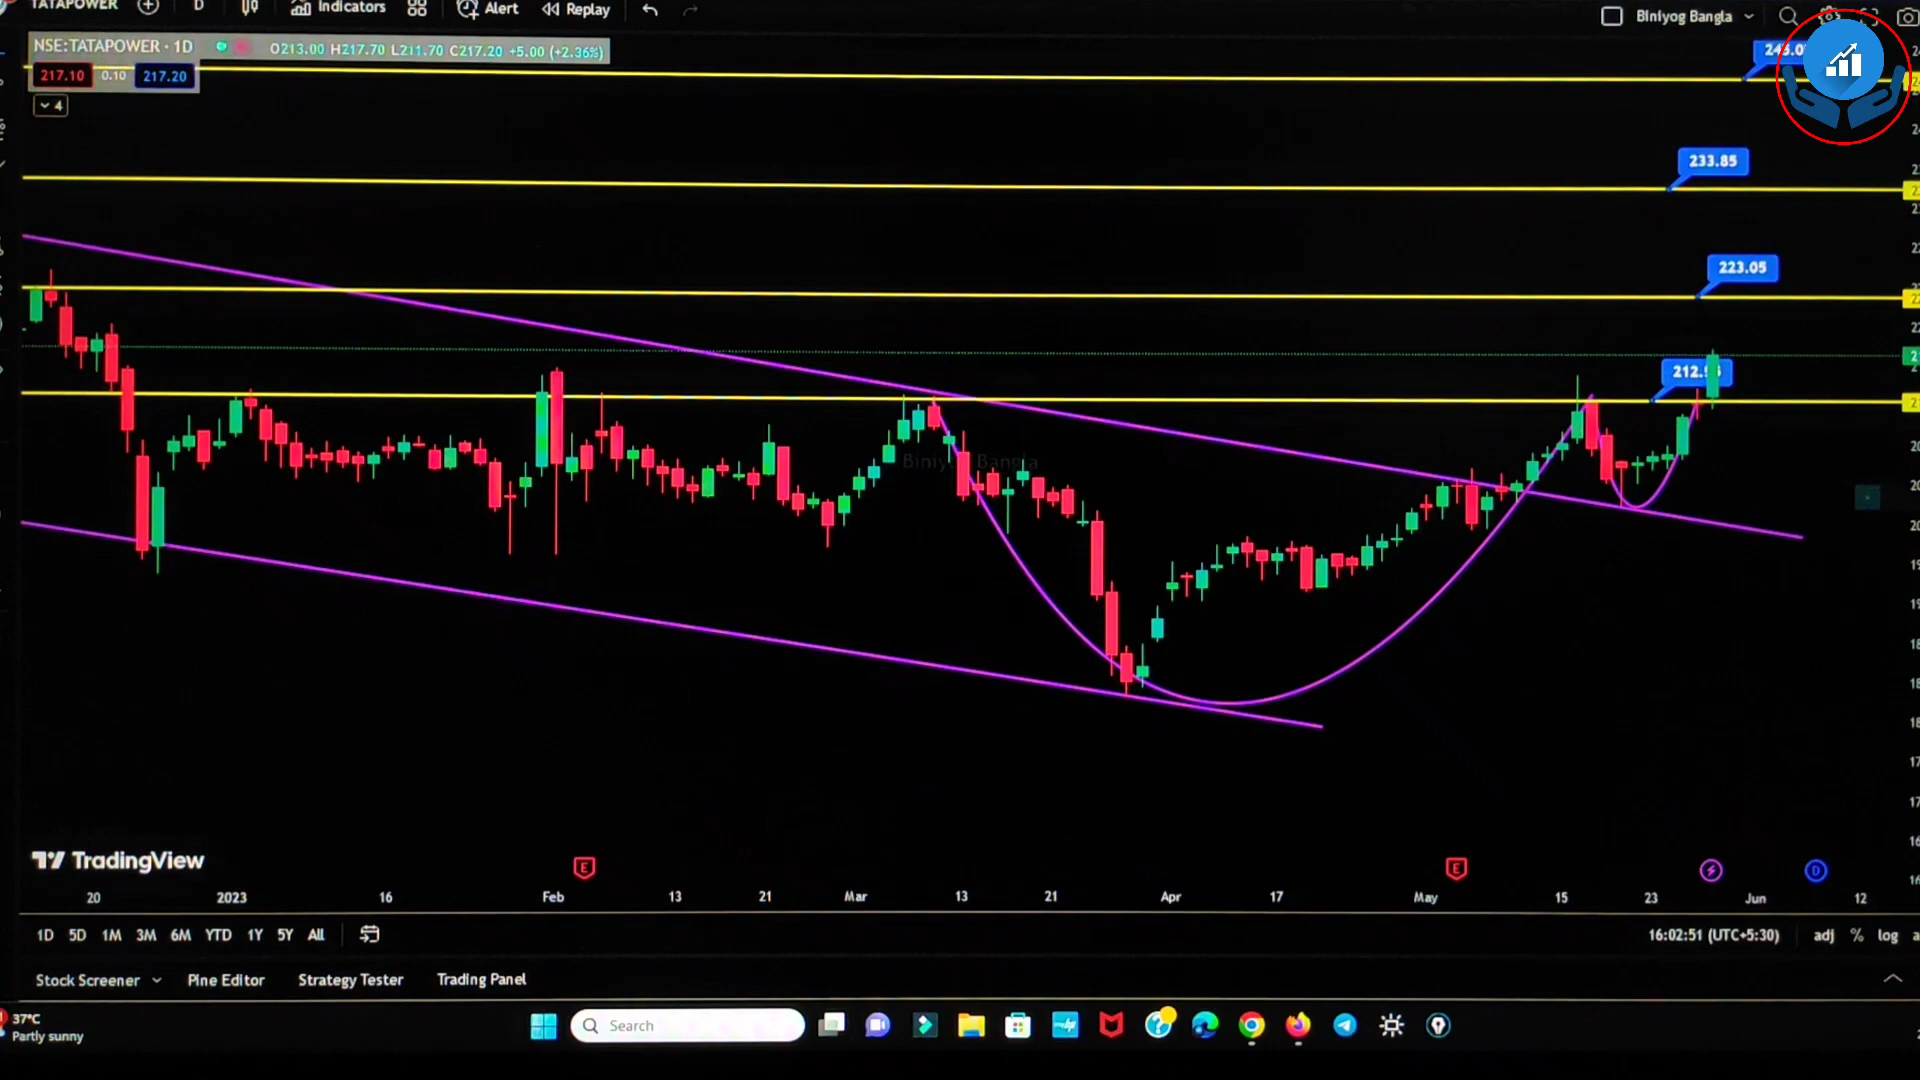 TATAPOWER
D
Indicators
Alert
Replay
Biniyog Bangla
NSE:TATAPOWER · 1D
O213.00 H217.70 L211.70 C217.20 +5.00 (+2.36%)
217.10
0.10
217.20
4
233.85
223.05
Biniyog Bangla
TradingView
E
E
D
20
2023
16
Feb
13
21
Mar
13
21
Apr
17
May
15
23
Jun
12
1D
5D
1M
3M
6M
YTD
1Y
5Y
All
16:02:51 (UTC+5:30)
adj
%
log
Stock Screener
Pine Editor
Strategy Tester
Trading Panel
37°C
Partly sunny
Search